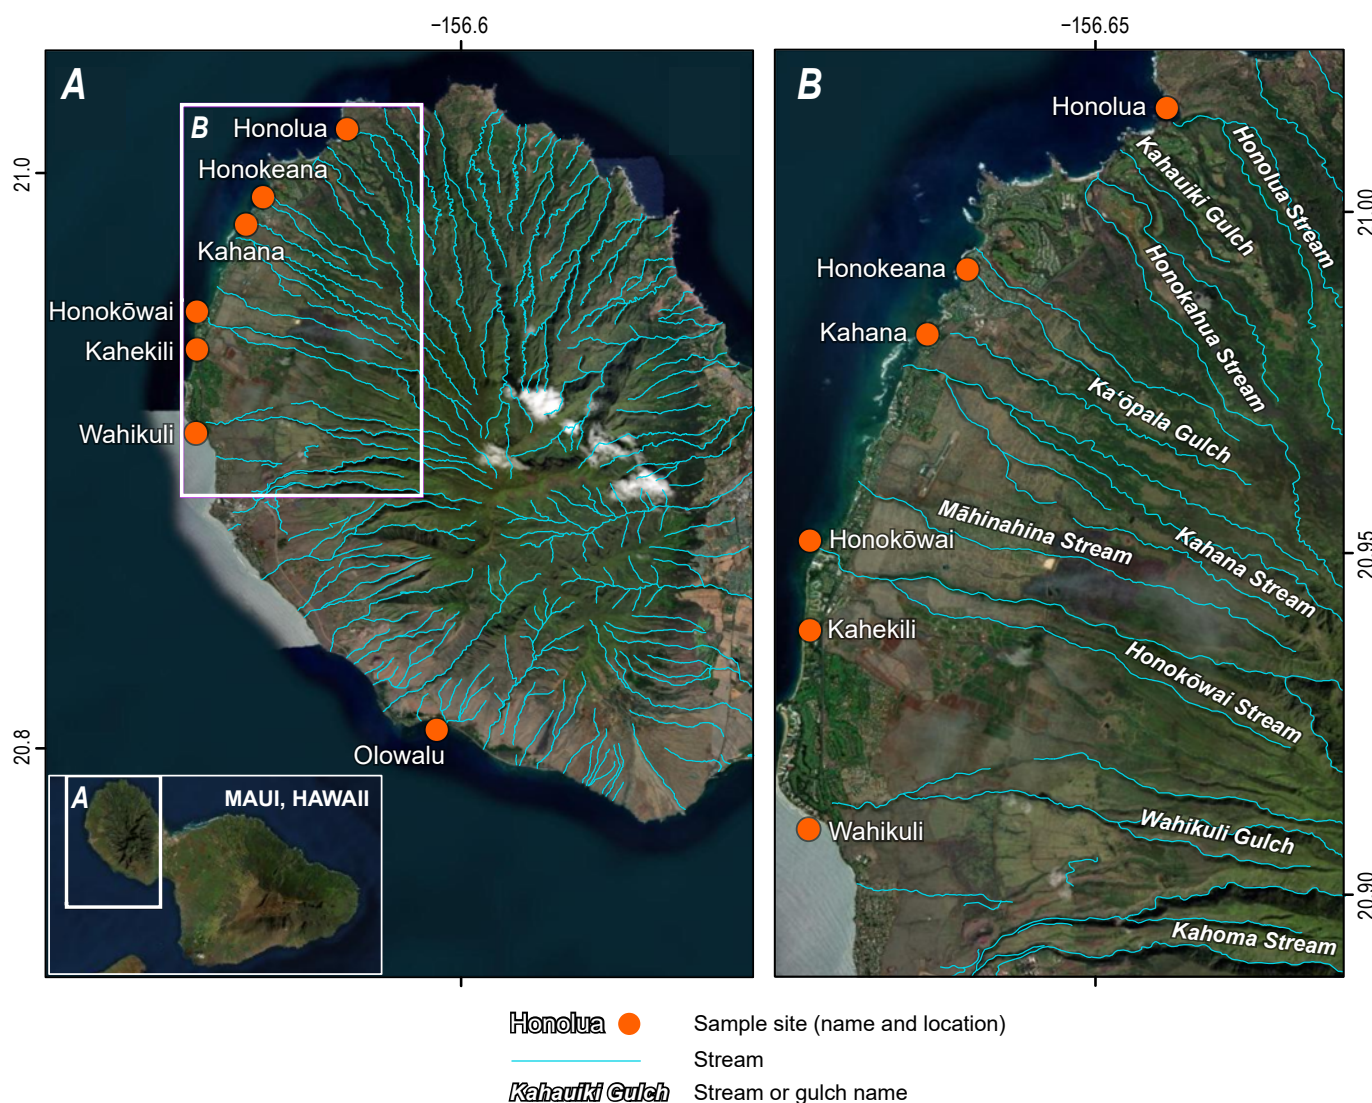 −156.6
−156.65
A
B
Honolua
Honokeana
Kahana
Honokōwai
Kahekili
Wahikuli
Olowalu
21.0
20.8
A
MAUI, HAWAII
B
Honolua
Kahauiki Gulch
Honolua Stream
Honokeana
Honokahua Stream
Kahana
Kaʻōpala Gulch
Māhinahina Stream
Honokōwai
Kahana Stream
Kahekili
Honokōwai Stream
Wahikuli
Wahikuli Gulch
Kahoma Stream
21.00
20.95
20.90
Honolua
Sample site (name and location)
Stream
Kahauiki Gulch
Stream or gulch name